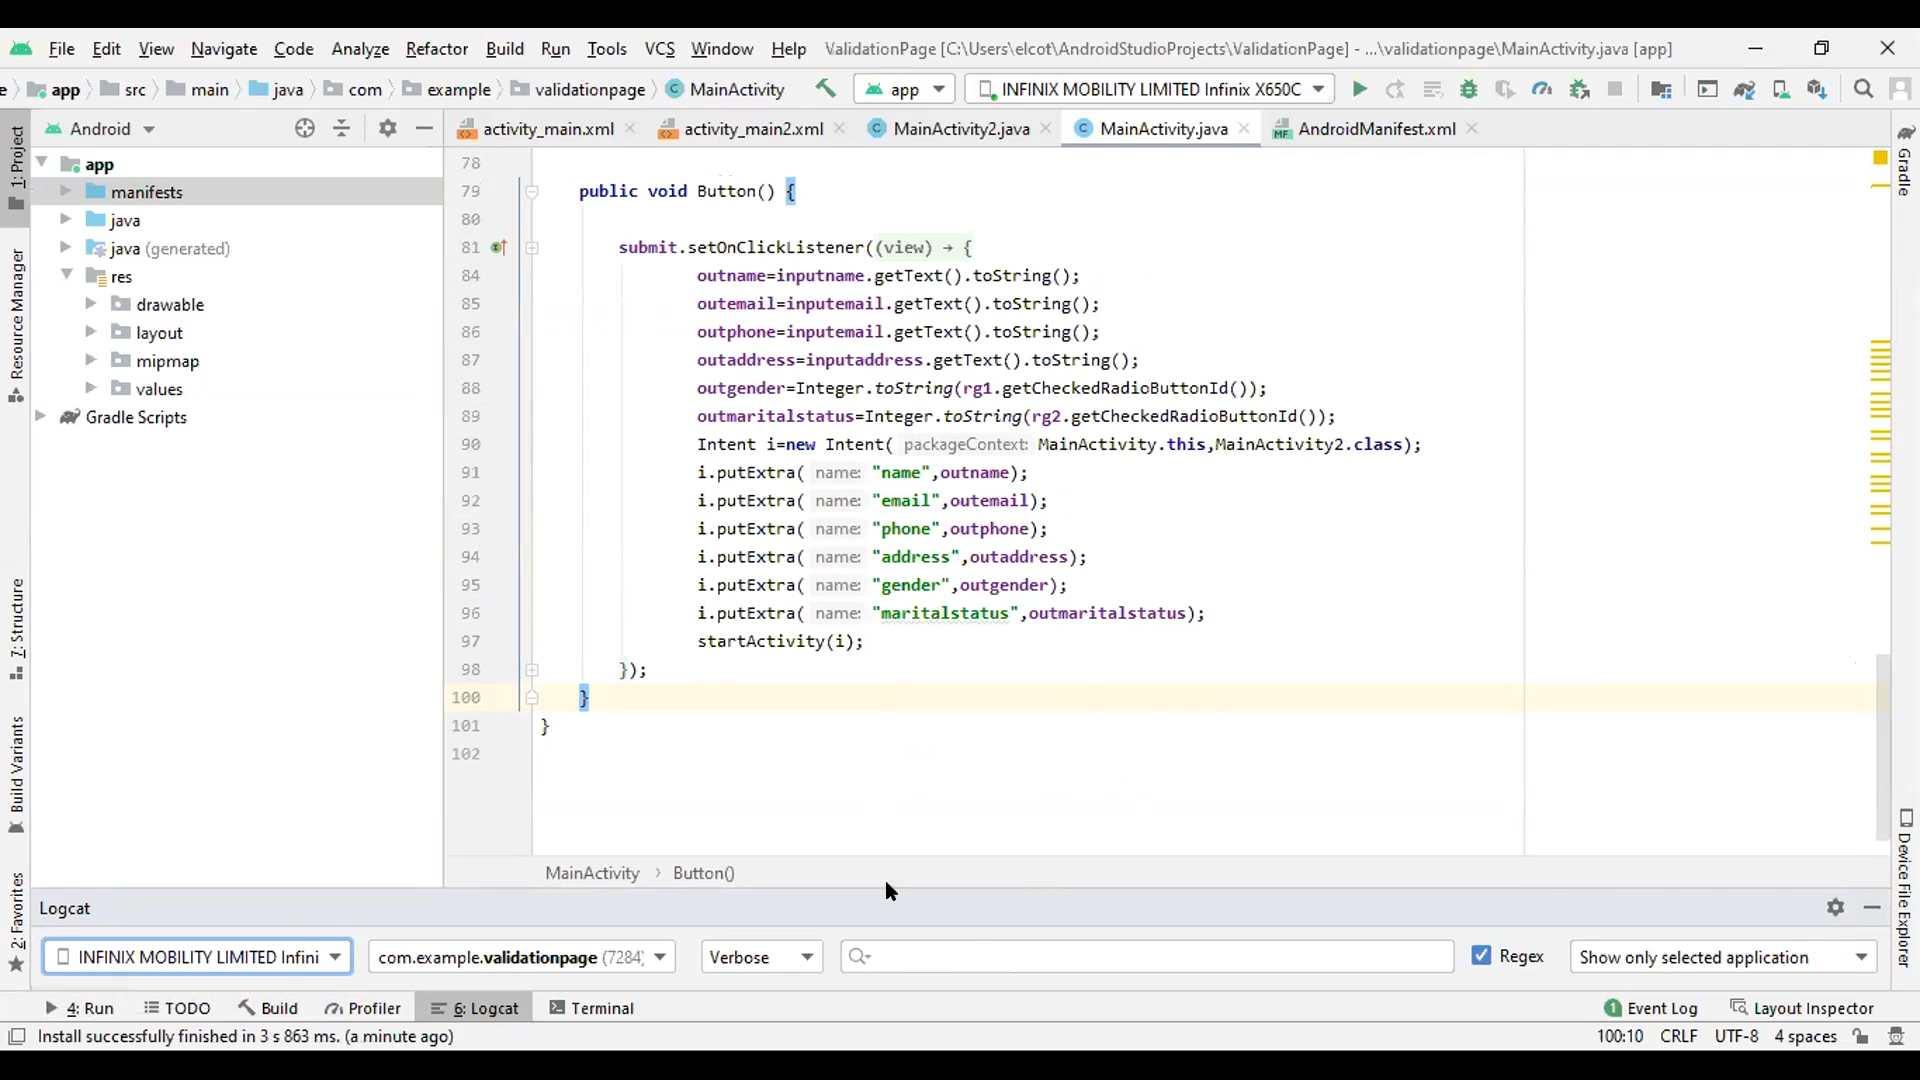 File Edit View Navigate Code Analyze Refactor Build Run Tools VCS Window Help ValidationPage [C:\Users\elcot\AndroidStudioProjects\ValidationPage] - ...\validationpage\MainActivity.java [app]
e app src main java com example validationpage MainActivity app INFINIX MOBILITY LIMITED Infinix X650C
Android
activity_main.xml activity_main2.xml MainActivity2.java MainActivity.java AndroidManifest.xml
1: Project
Resource Manager
7: Structure
Build Variants
2: Favorites
app
manifests
java
java (generated)
res
drawable
layout
mipmap
values
Gradle Scripts
78
79 public void Button() {
80
81 submit.setOnClickListener((view) → {
84 outname=inputname.getText().toString();
85 outemail=inputemail.getText().toString();
86 outphone=inputemail.getText().toString();
87 outaddress=inputaddress.getText().toString();
88 outgender=Integer.toString(rg1.getCheckedRadioButtonId());
89 outmaritalstatus=Integer.toString(rg2.getCheckedRadioButtonId());
90 Intent i=new Intent( packageContext: MainActivity.this,MainActivity2.class);
91 i.putExtra( name: "name",outname);
92 i.putExtra( name: "email",outemail);
93 i.putExtra( name: "phone",outphone);
94 i.putExtra( name: "address",outaddress);
95 i.putExtra( name: "gender",outgender);
96 i.putExtra( name: "maritalstatus",outmaritalstatus);
97 startActivity(i);
98 });
100 }
101 }
102
Gradle
Device File Explorer
MainActivity › Button()
Logcat
INFINIX MOBILITY LIMITED Infini com.example.validationpage (7284) Verbose Regex Show only selected application
4: Run TODO Build Profiler 6: Logcat Terminal 1 Event Log Layout Inspector
Install successfully finished in 3 s 863 ms. (a minute ago) 100:10 CRLF UTF-8 4 spaces